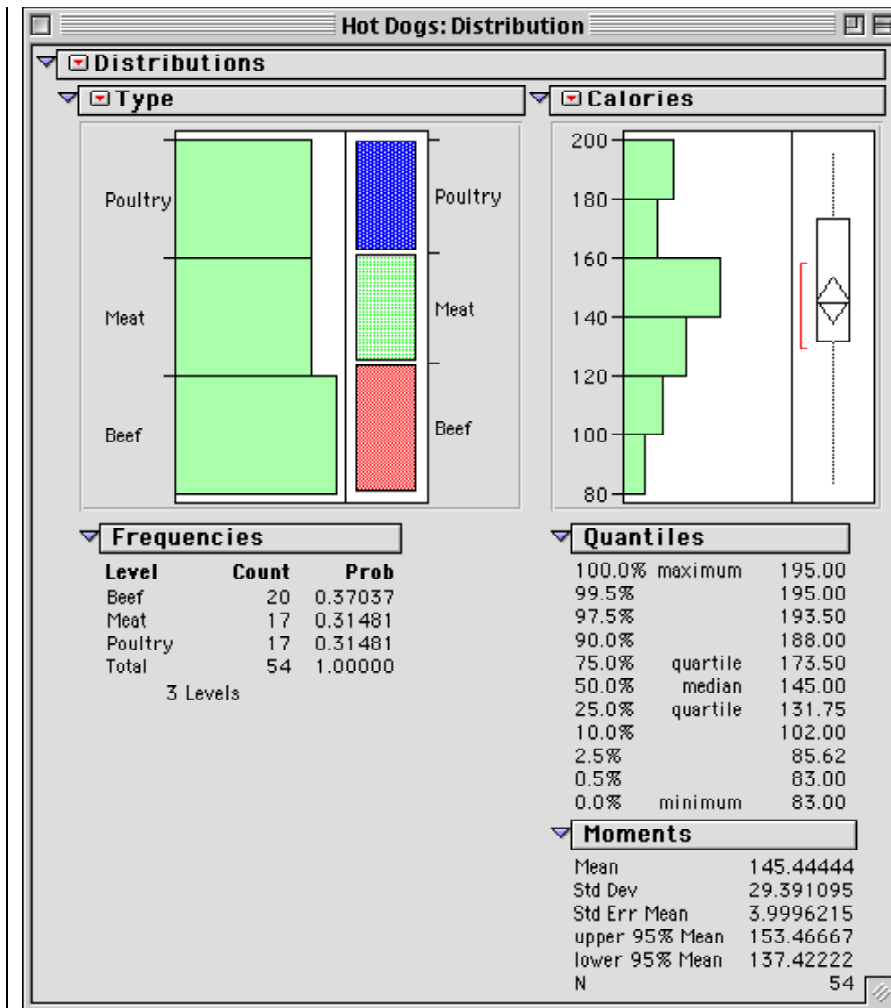 Hot Dogs: Distribution
Distributions
Type
Poultry
Meat
Beef
Poultry
Meat
Beef
Frequencies
Level Count Prob
Beef 20 0.37037
Meat 17 0.31481
Poultry 17 0.31481
Total 54 1.00000
3 Levels
Calories
200
180
160
140
120
100
80
Quantiles
100.0% maximum 195.00
99.5% 195.00
97.5% 193.50
90.0% 188.00
75.0% quartile 173.50
50.0% median 145.00
25.0% quartile 131.75
10.0% 102.00
2.5% 85.62
0.5% 83.00
0.0% minimum 83.00
Moments
Mean 145.44444
Std Dev 29.391095
Std Err Mean 3.9996215
upper 95% Mean 153.46667
lower 95% Mean 137.42222
N 54